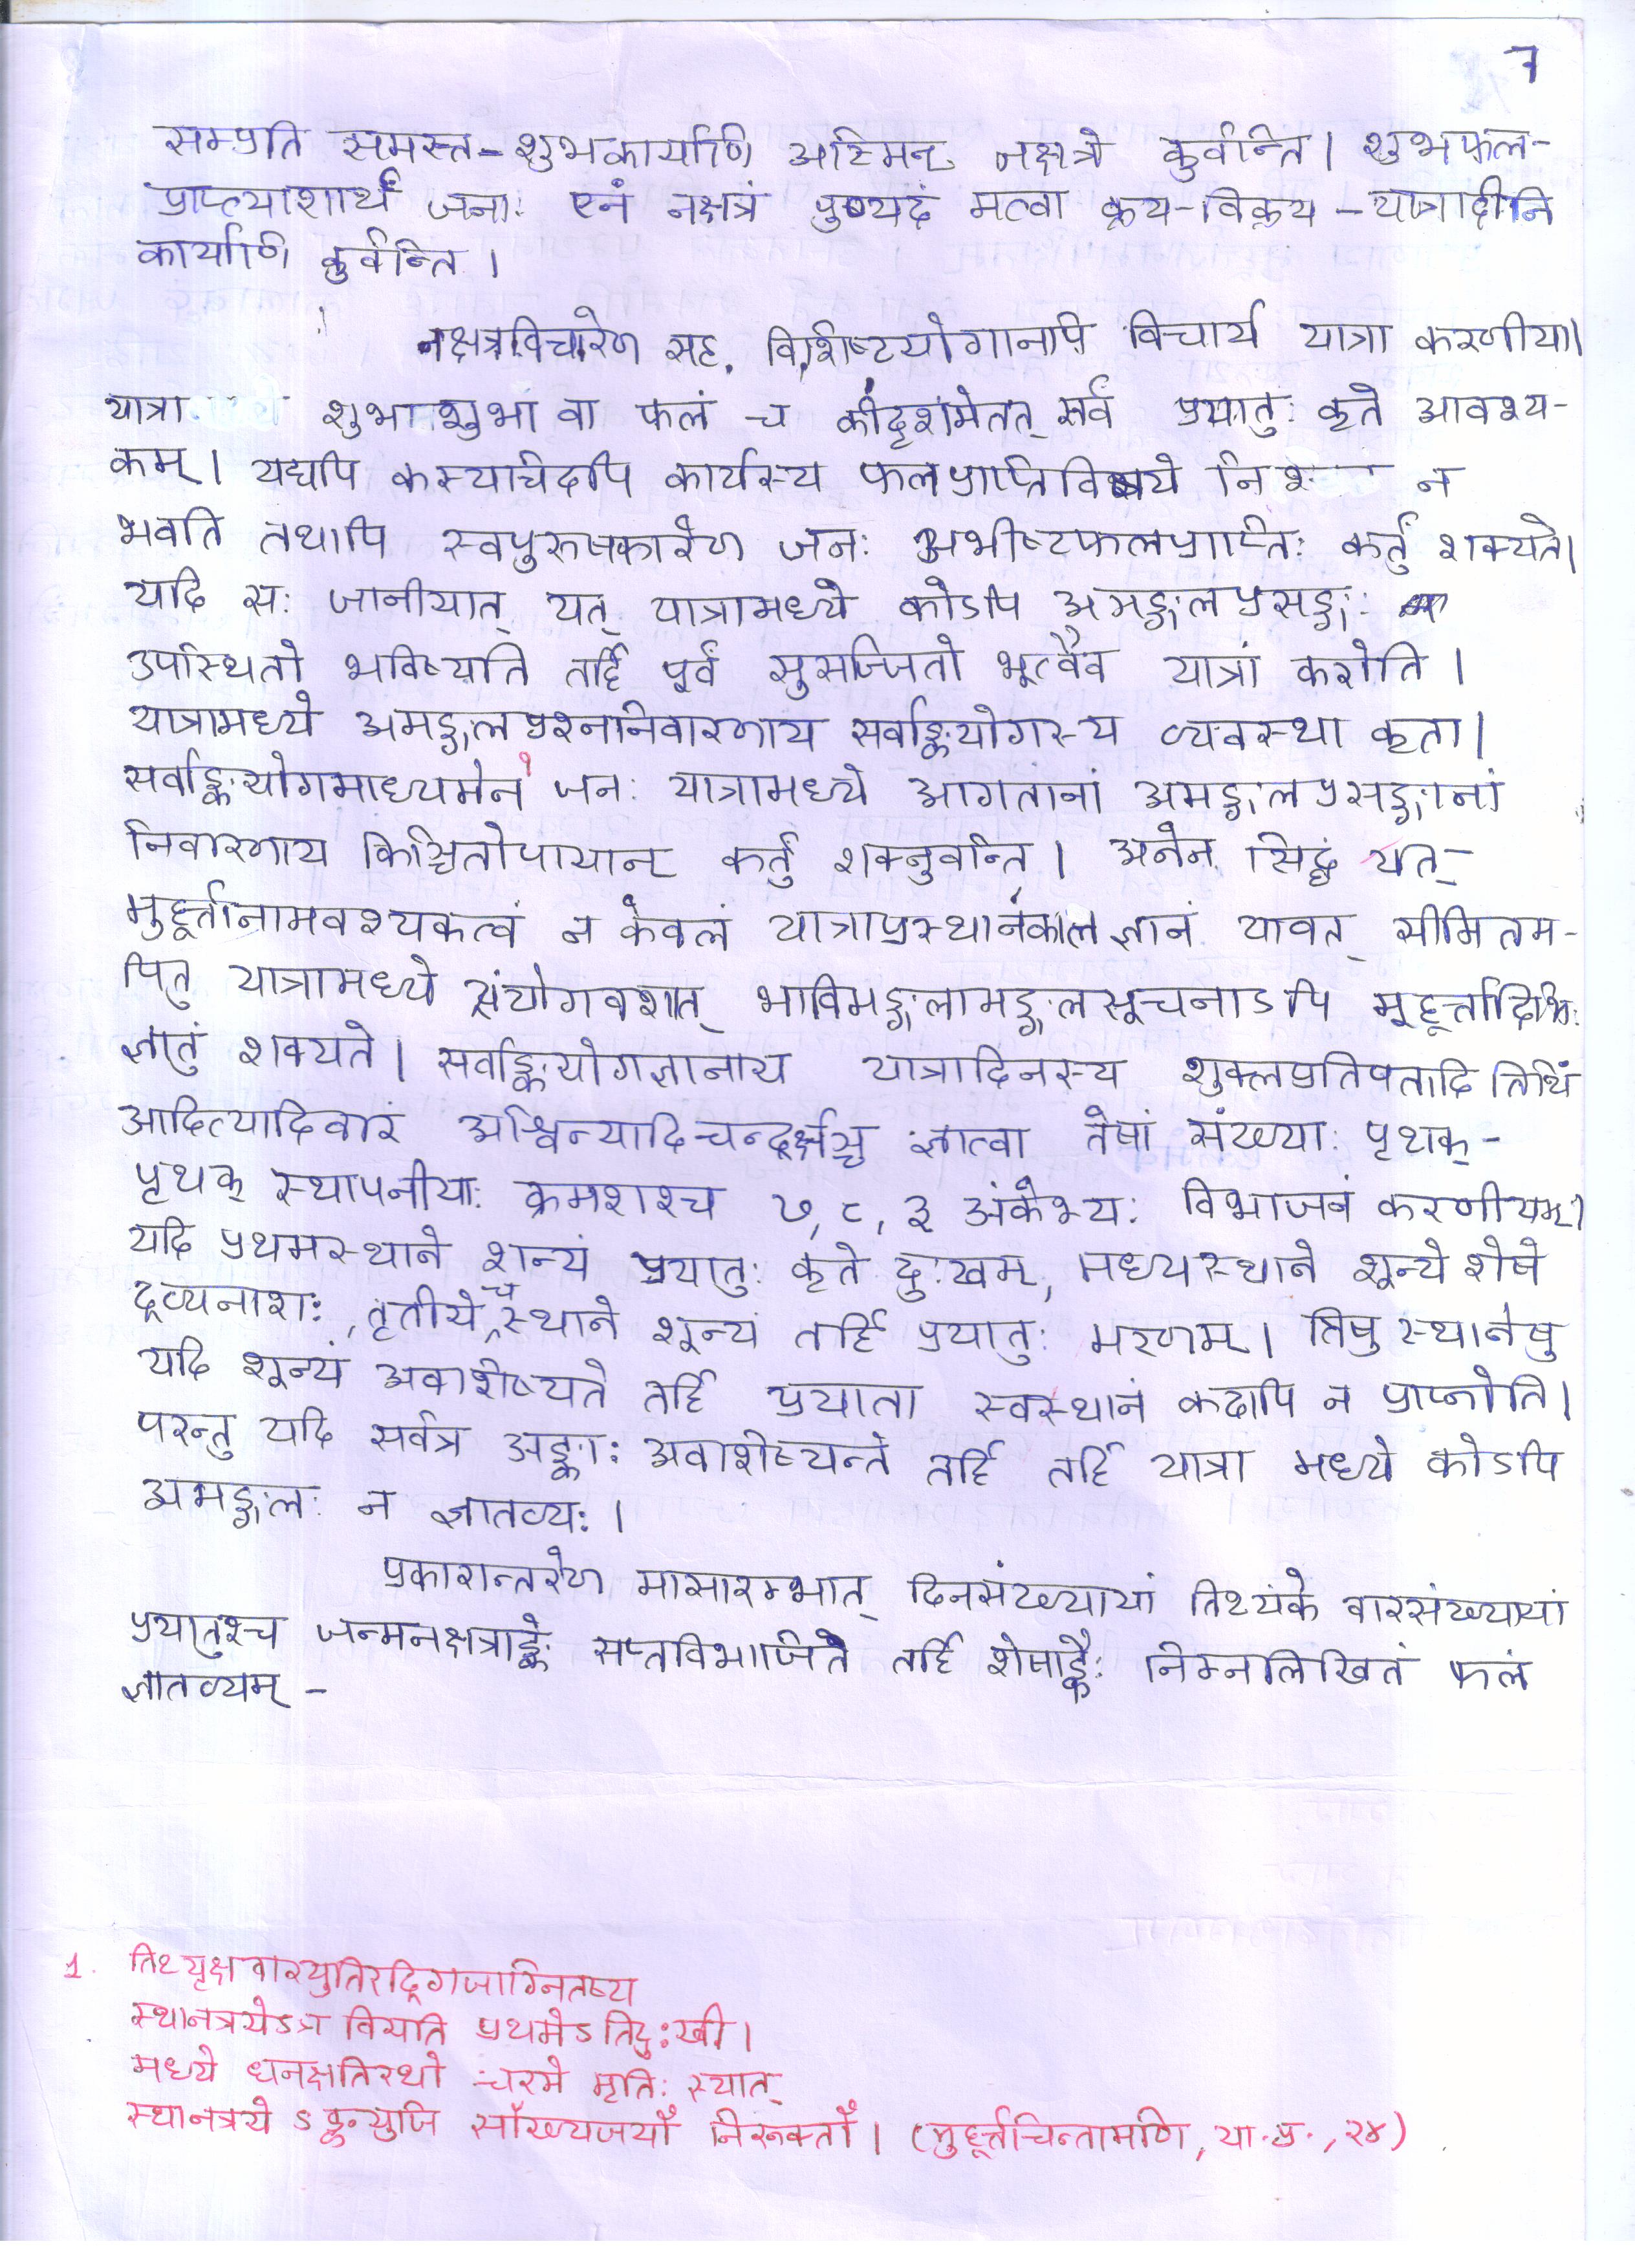 7
सम्प्रति समस्त-शुभकार्याणि अस्मिन् नक्षत्रे कुर्वन्ति। शुभफल-
प्राप्त्याशार्थं जनाः एनं नक्षत्रं पुण्यदं मत्वा क्रय-विक्रय-यात्रादीनि
कार्याणि कुर्वन्ति।
नक्षत्रविचारेण सह, विशिष्टयोगानपि विचार्य यात्रा करणीया।
यात्रा शुभाशुभा वा फलं च कीदृशमेतत् सर्वं प्रयातुः कृते आवश्य-
कम्। यद्यपि कस्यचिदपि कार्यस्य फलप्राप्तिविषये न
भवति तथापि स्वपुरुषकारेण जनः अभीष्टफलप्राप्तिः कर्तुं शक्यते।
यदि सः जानीयात् यत् यात्रामध्ये कोऽपि अमङ्गलप्रसङ्गः
उपस्थितो भविष्यति तर्हि पूर्वं सुसज्जितो भूत्वैव यात्रां करोति।
यात्रामध्ये अमङ्गलप्रश्ननिवारणाय सर्वाङ्कयोगस्य व्यवस्था कृता।
सर्वाङ्कयोगमाध्यमेन१ जनः यात्रामध्ये आगतानां अमङ्गलप्रसङ्गानां
निवारणाय किञ्चितोपायान् कर्तुं शक्नुवन्ति। अनेन सिद्धं यत्-
मुहूर्तानामवश्यकत्वं न केवलं यात्राप्रस्थानकालज्ञानं यावत् सीमितम-
पितु यात्रामध्ये संयोगवशात् भाविमङ्गलामङ्गलसूचनाऽपि मूहूर्त्तादिभिः
ज्ञातुं शक्यते। सर्वाङ्कयोगज्ञानाय यात्रादिनस्य शुक्लप्रतिपतादि तिथिं
आदित्यादिवारं अश्विन्यादिचन्द्रर्क्षञ्च ज्ञात्वा तेषां संख्याः पृथक्-
पृथक् स्थापनीयाः क्रमशश्च ७, ८, ३ अंकेभ्यः विभाजनं करणीयम्।
यदि प्रथमस्थाने शून्यं प्रयातुः कृते दुःखम्, मध्यस्थाने शून्ये शेषे
द्रव्यनाशः, तृतीये च स्थाने शून्यं तर्हि प्रयातुः मरणम्। त्रिषु स्थानेषु
यदि शून्यं अवशिष्यते तर्हि प्रयाता स्वस्थानं कदापि न प्राप्नोति।
परन्तु यदि सर्वत्र अङ्काः अवशिष्यन्ते तर्हि तर्हि यात्रा मध्ये कोऽपि
अमङ्गलः न ज्ञातव्यः।
प्रकारान्तरेण मासारम्भात् दिनसंख्यायां तिथ्यंके वारसंख्यायां
प्रयातुश्च जन्मनक्षत्राङ्के सप्तविभाजिते तर्हि शेषाङ्कैः निम्नलिखितं फलं
ज्ञातव्यम् -
1. तिथ्यृक्षवारयुतिरद्रिगजाग्नितष्य
स्थानत्रयेऽत्र वियति प्रथमेऽतिदुःखी।
मध्ये धनक्षतिरथो चरमे मृतिः स्यात्
स्थानत्रये ऽङ्कयुजि सौख्यजयौ निरुक्तौ। (मुहूर्त्तचिन्तामणि, या.प्र., २४)